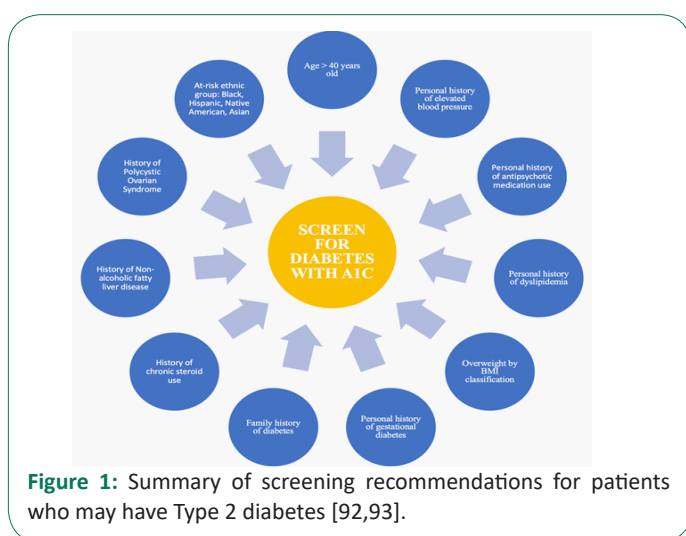 Age > 40 years
old
Personal history
of elevated
blood pressure
Personal history
of antipsychotic
medication use
Personal history
of dyslipidemia
Overweight by
BMI
classification
Personal history
of gestational
diabetes
Family history
of diabetes
History of
chronic steroid
use
History of Non-
alcoholic fatty
liver disease
History of
Polycystic
Ovarian
Syndrome
At-risk ethnic
group: Black,
Hispanic, Native
American, Asian
SCREEN
FOR
DIABETES
WITH A1C
Figure 1: Summary of screening recommendations for patients
who may have Type 2 diabetes [92,93].